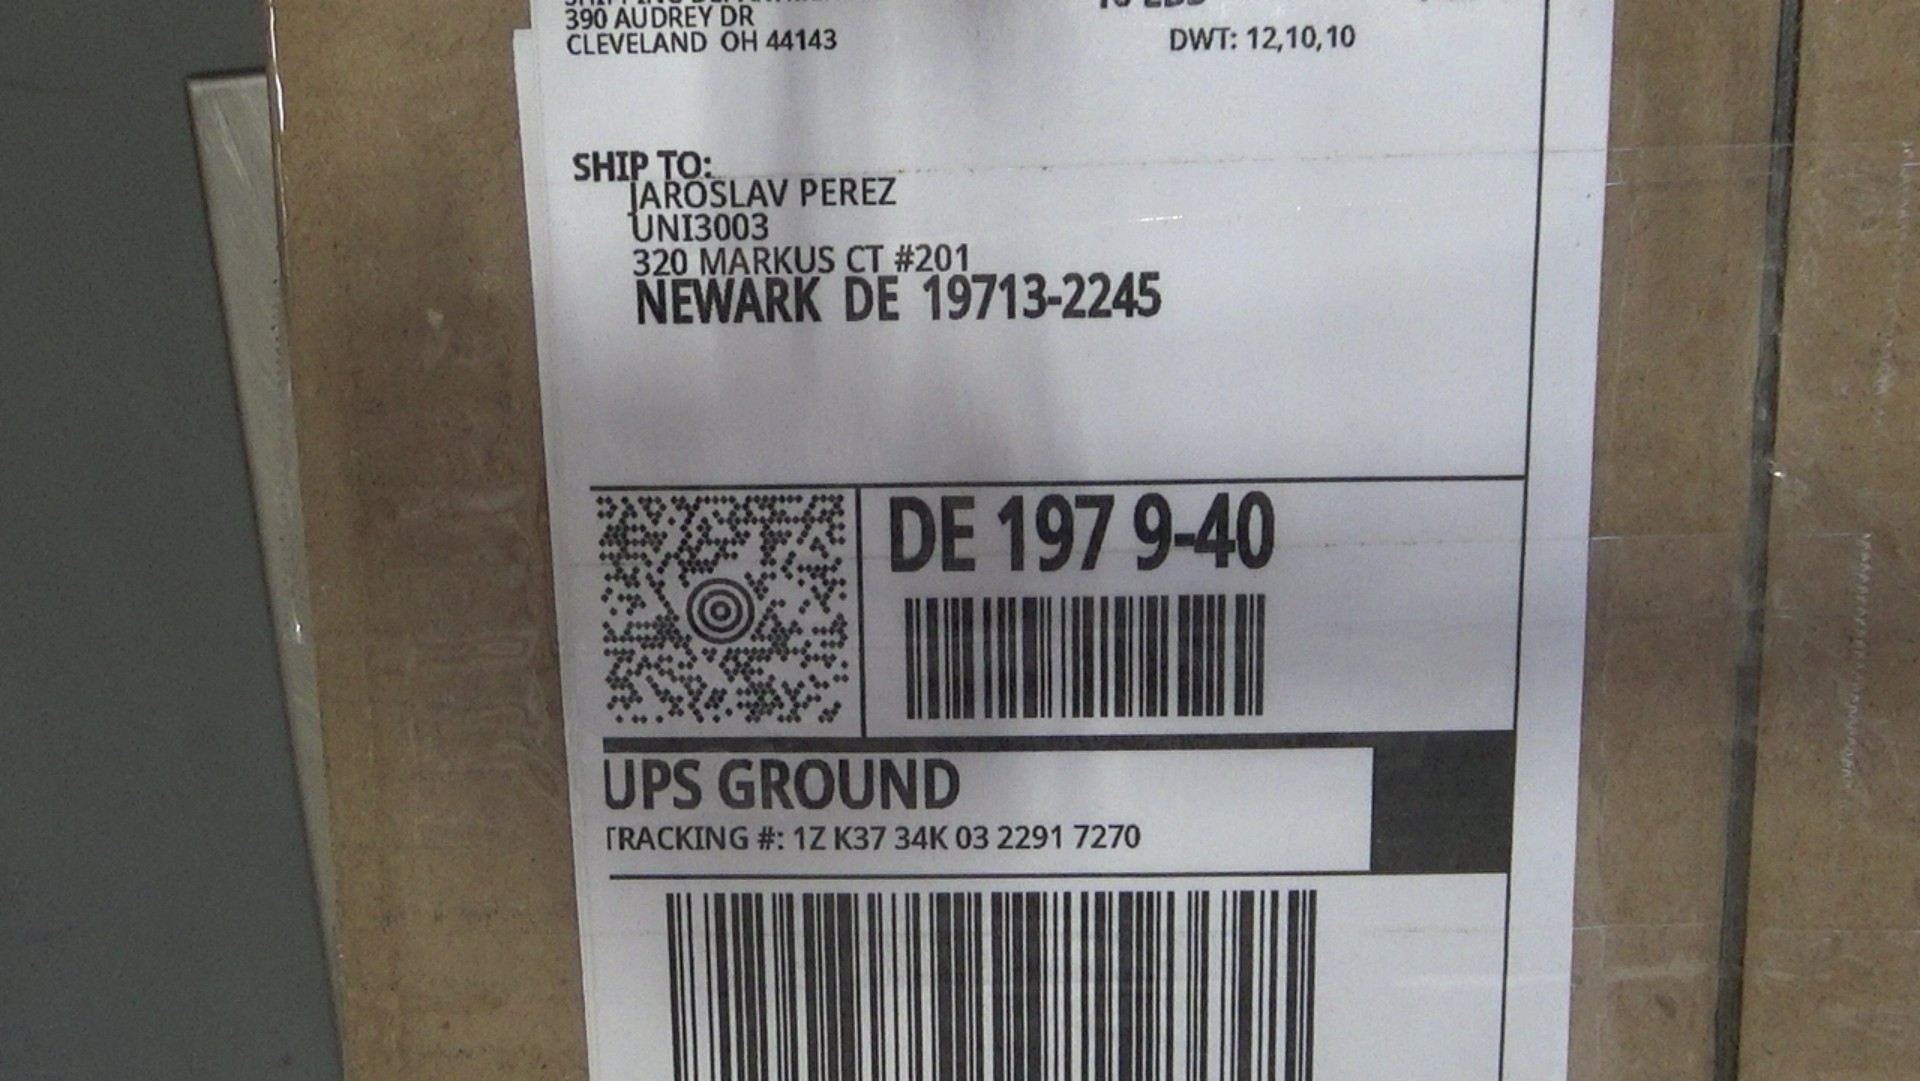 390 AUDREY DR
CLEVELAND OH 44143
DWT: 12,10,10
SHIP TO:
JAROSLAV PEREZ
UNI3003
320 MARKUS CT #201
NEWARK DE 19713-2245
DE 197 9-40
UPS GROUND
TRACKING #: 1Z K37 34K 03 2291 7270